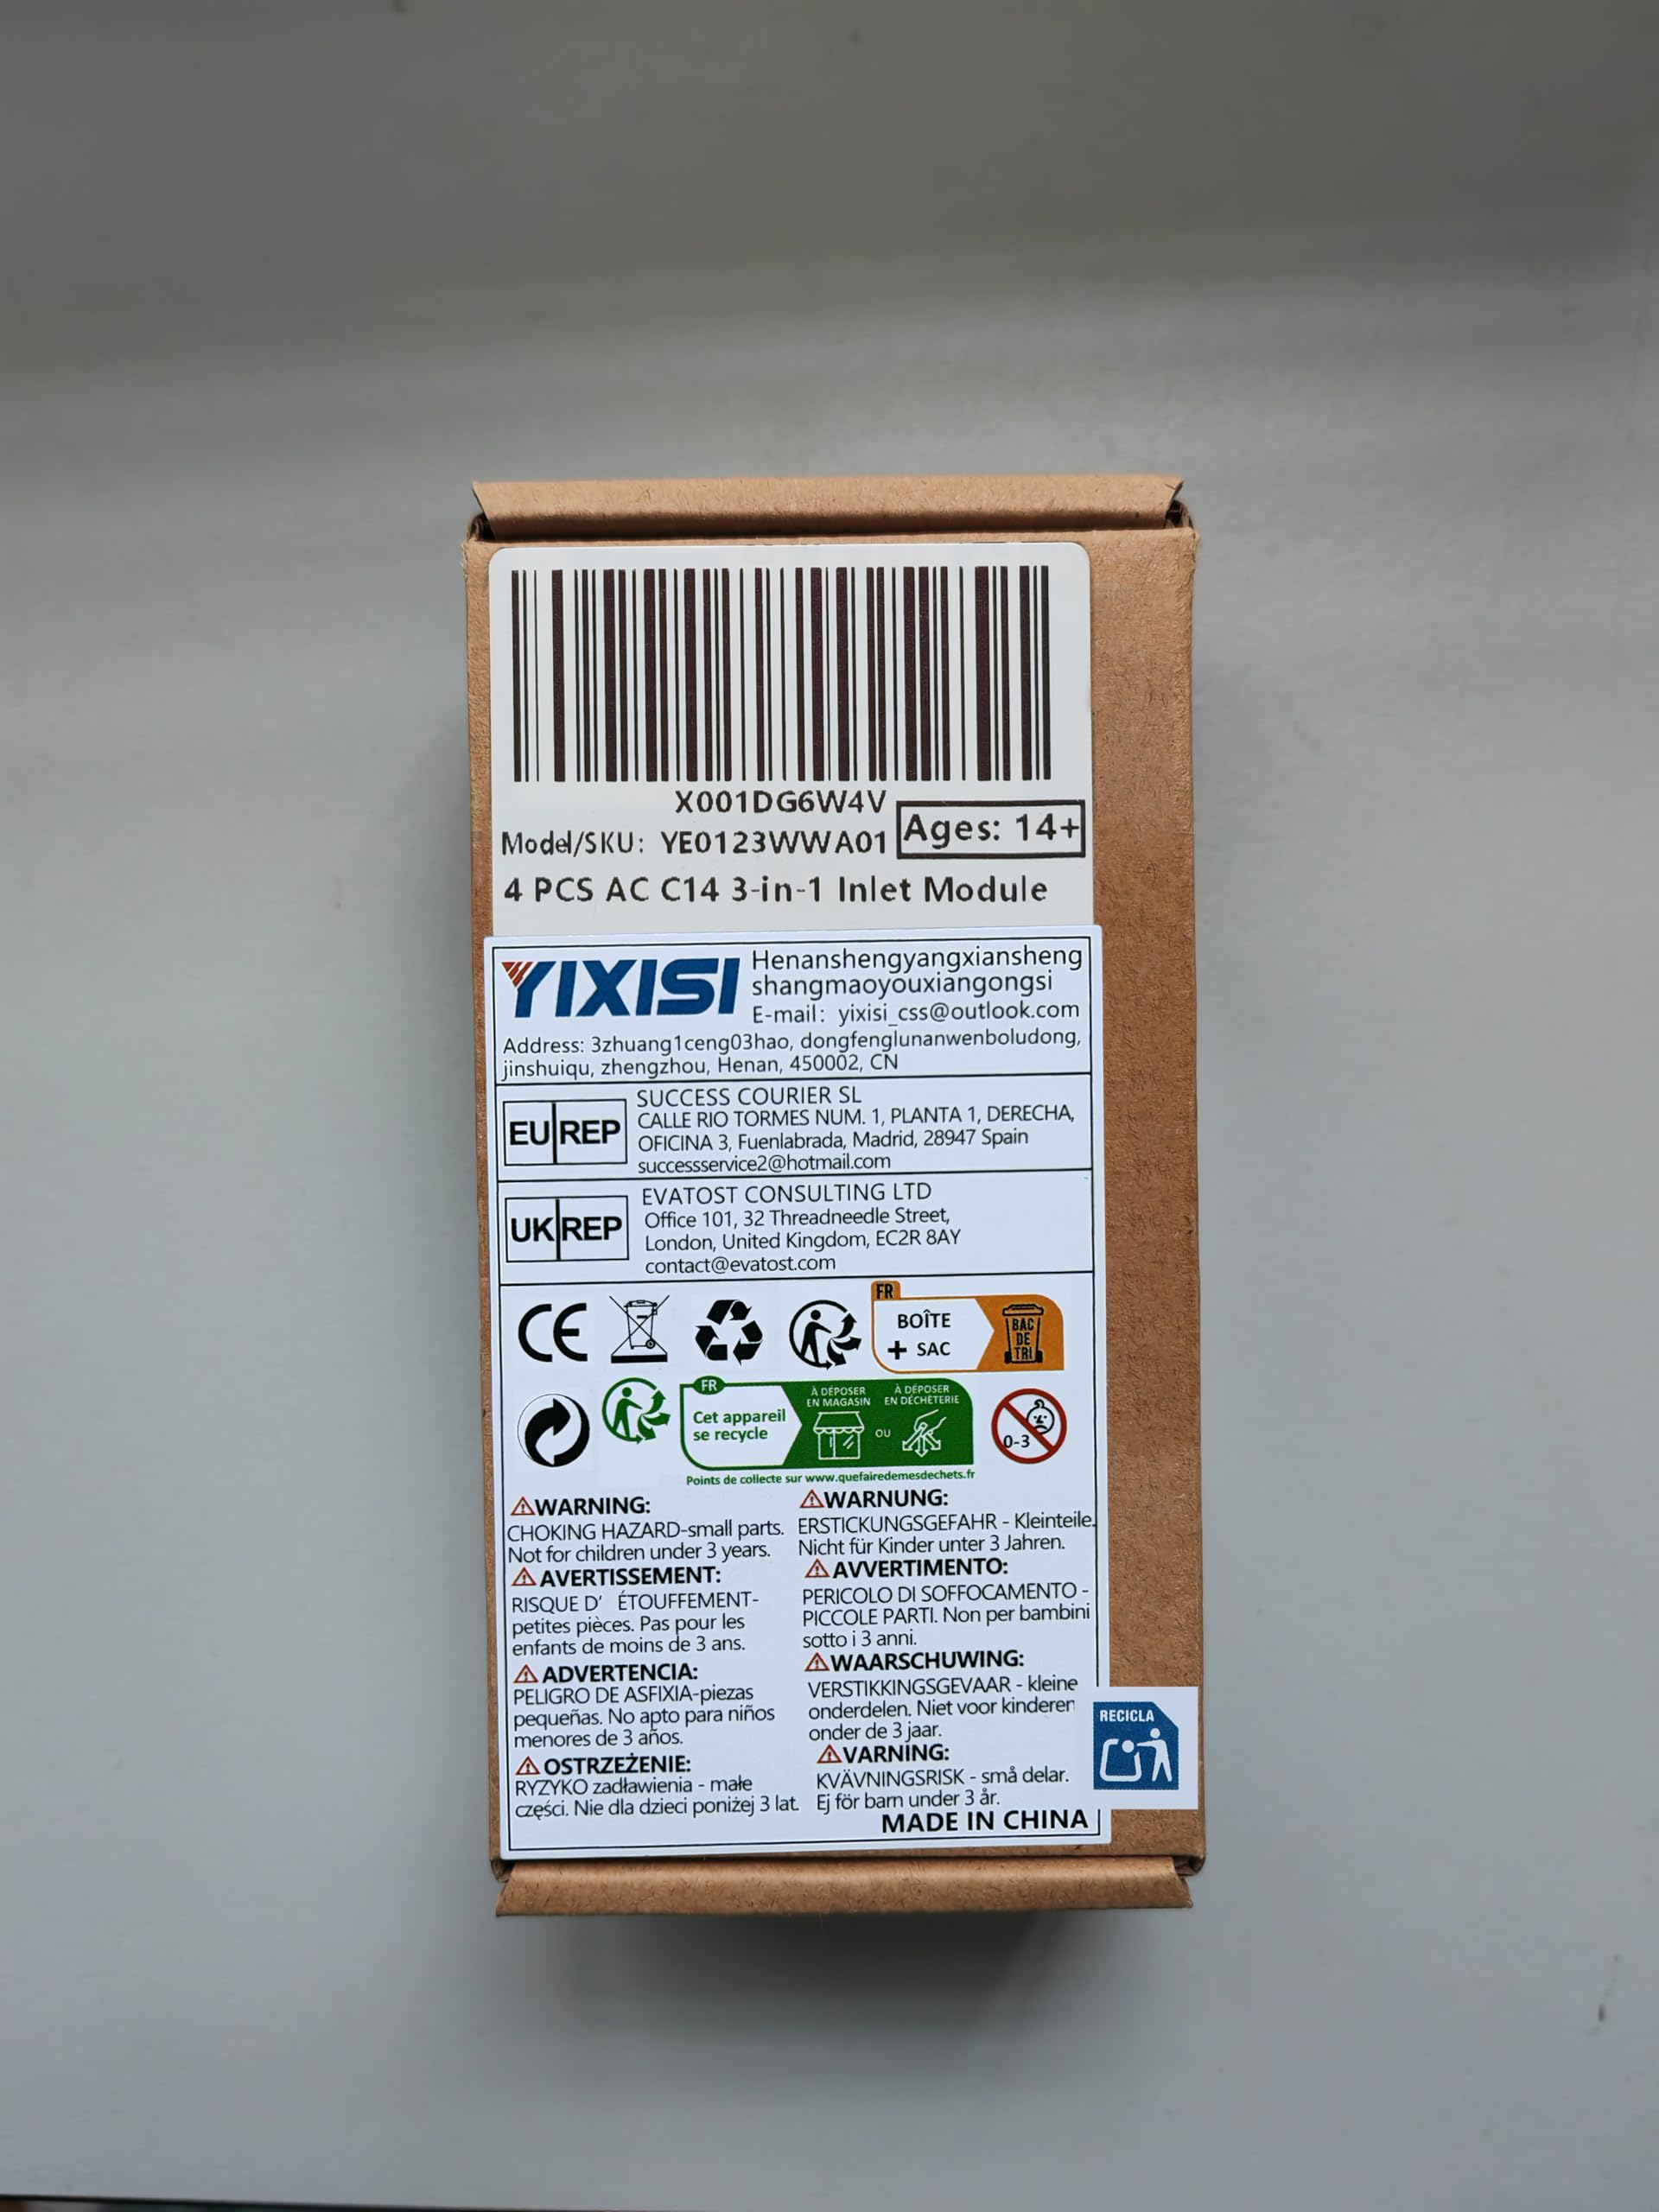 X001DG6W4V
Model/SKU: YE0123WWA01
Ages: 14+
4 PCS AC C14 3-in-1 Inlet Module
YIXISI
Henanshengyangxiansheng
shangmaoyouxiangongsi
E-mail: yixisi_css@outlook.com
Address: 3zhuang1ceng03hao, dongfenglunanwenboludong,
jinshuiqu, zhengzhou, Henan, 450002, CN
EU REP
SUCCESS COURIER SL
CALLE RIO TORMES NUM. 1, PLANTA 1, DERECHA,
OFICINA 3, Fuenlabrada, Madrid, 28947 Spain
successservice2@hotmail.com
UK REP
EVATOST CONSULTING LTD
Office 101, 32 Threadneedle Street,
London, United Kingdom, EC2R 8AY
contact@evatost.com
CE
FR
BOÎTE
+ SAC
BAC
DE
TRI
FR
Cet appareil
se recycle
À DÉPOSER
EN MAGASIN
OU
À DÉPOSER
EN DÉCHÈTERIE
Points de collecte sur www.quefairedemesdechets.fr
0-3
WARNING:
CHOKING HAZARD-small parts.
Not for children under 3 years.
AVERTISSEMENT:
RISQUE D’ ÉTOUFFEMENT-
petites pièces. Pas pour les
enfants de moins de 3 ans.
ADVERTENCIA:
PELIGRO DE ASFIXIA-piezas
pequeñas. No apto para niños
menores de 3 años.
OSTRZEŻENIE:
RYZYKO zadławienia - małe
części. Nie dla dzieci poniżej 3 lat.
WARNUNG:
ERSTICKUNGSGEFAHR - Kleinteile.
Nicht für Kinder unter 3 Jahren.
AVVERTIMENTO:
PERICOLO DI SOFFOCAMENTO -
PICCOLE PARTI. Non per bambini
sotto i 3 anni.
WAARSCHUWING:
VERSTIKKINGSGEVAAR - kleine
onderdelen. Niet voor kinderen
onder de 3 jaar.
VARNING:
KVÄVNINGSRISK - små delar.
Ej för barn under 3 år.
MADE IN CHINA
RECICLA